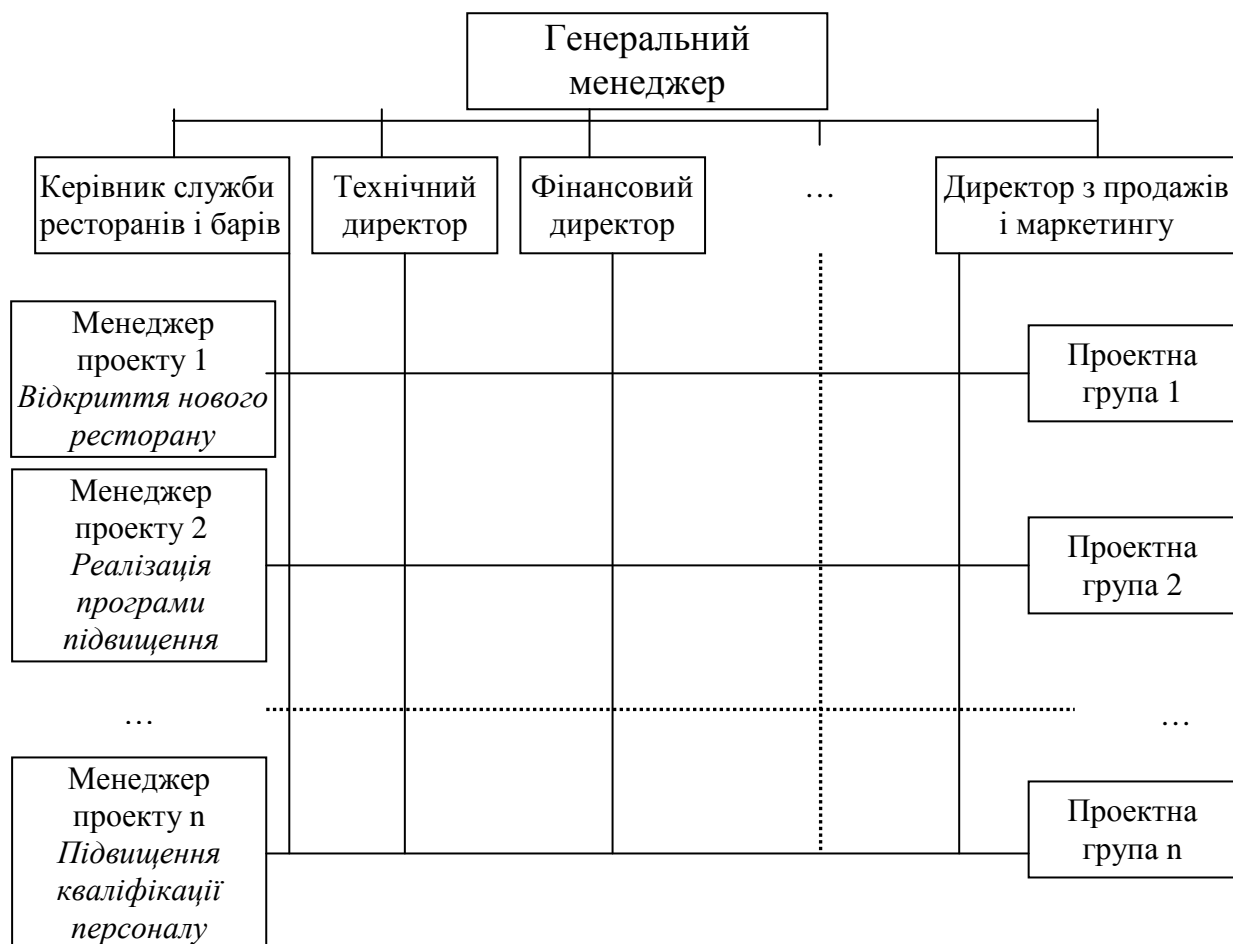 Генеральний
менеджер
Керівник служби
ресторанів і барів
Технічний
директор
Фінансовий
директор
…
Директор з продажів
і маркетингу
Менеджер
проекту 1
Відкриття нового
ресторану
Проектна
група 1
Менеджер
проекту 2
Реалізація
програми
підвищення
Проектна
група 2
…
…
Менеджер
проекту n
Підвищення
кваліфікації
персоналу
Проектна
група n